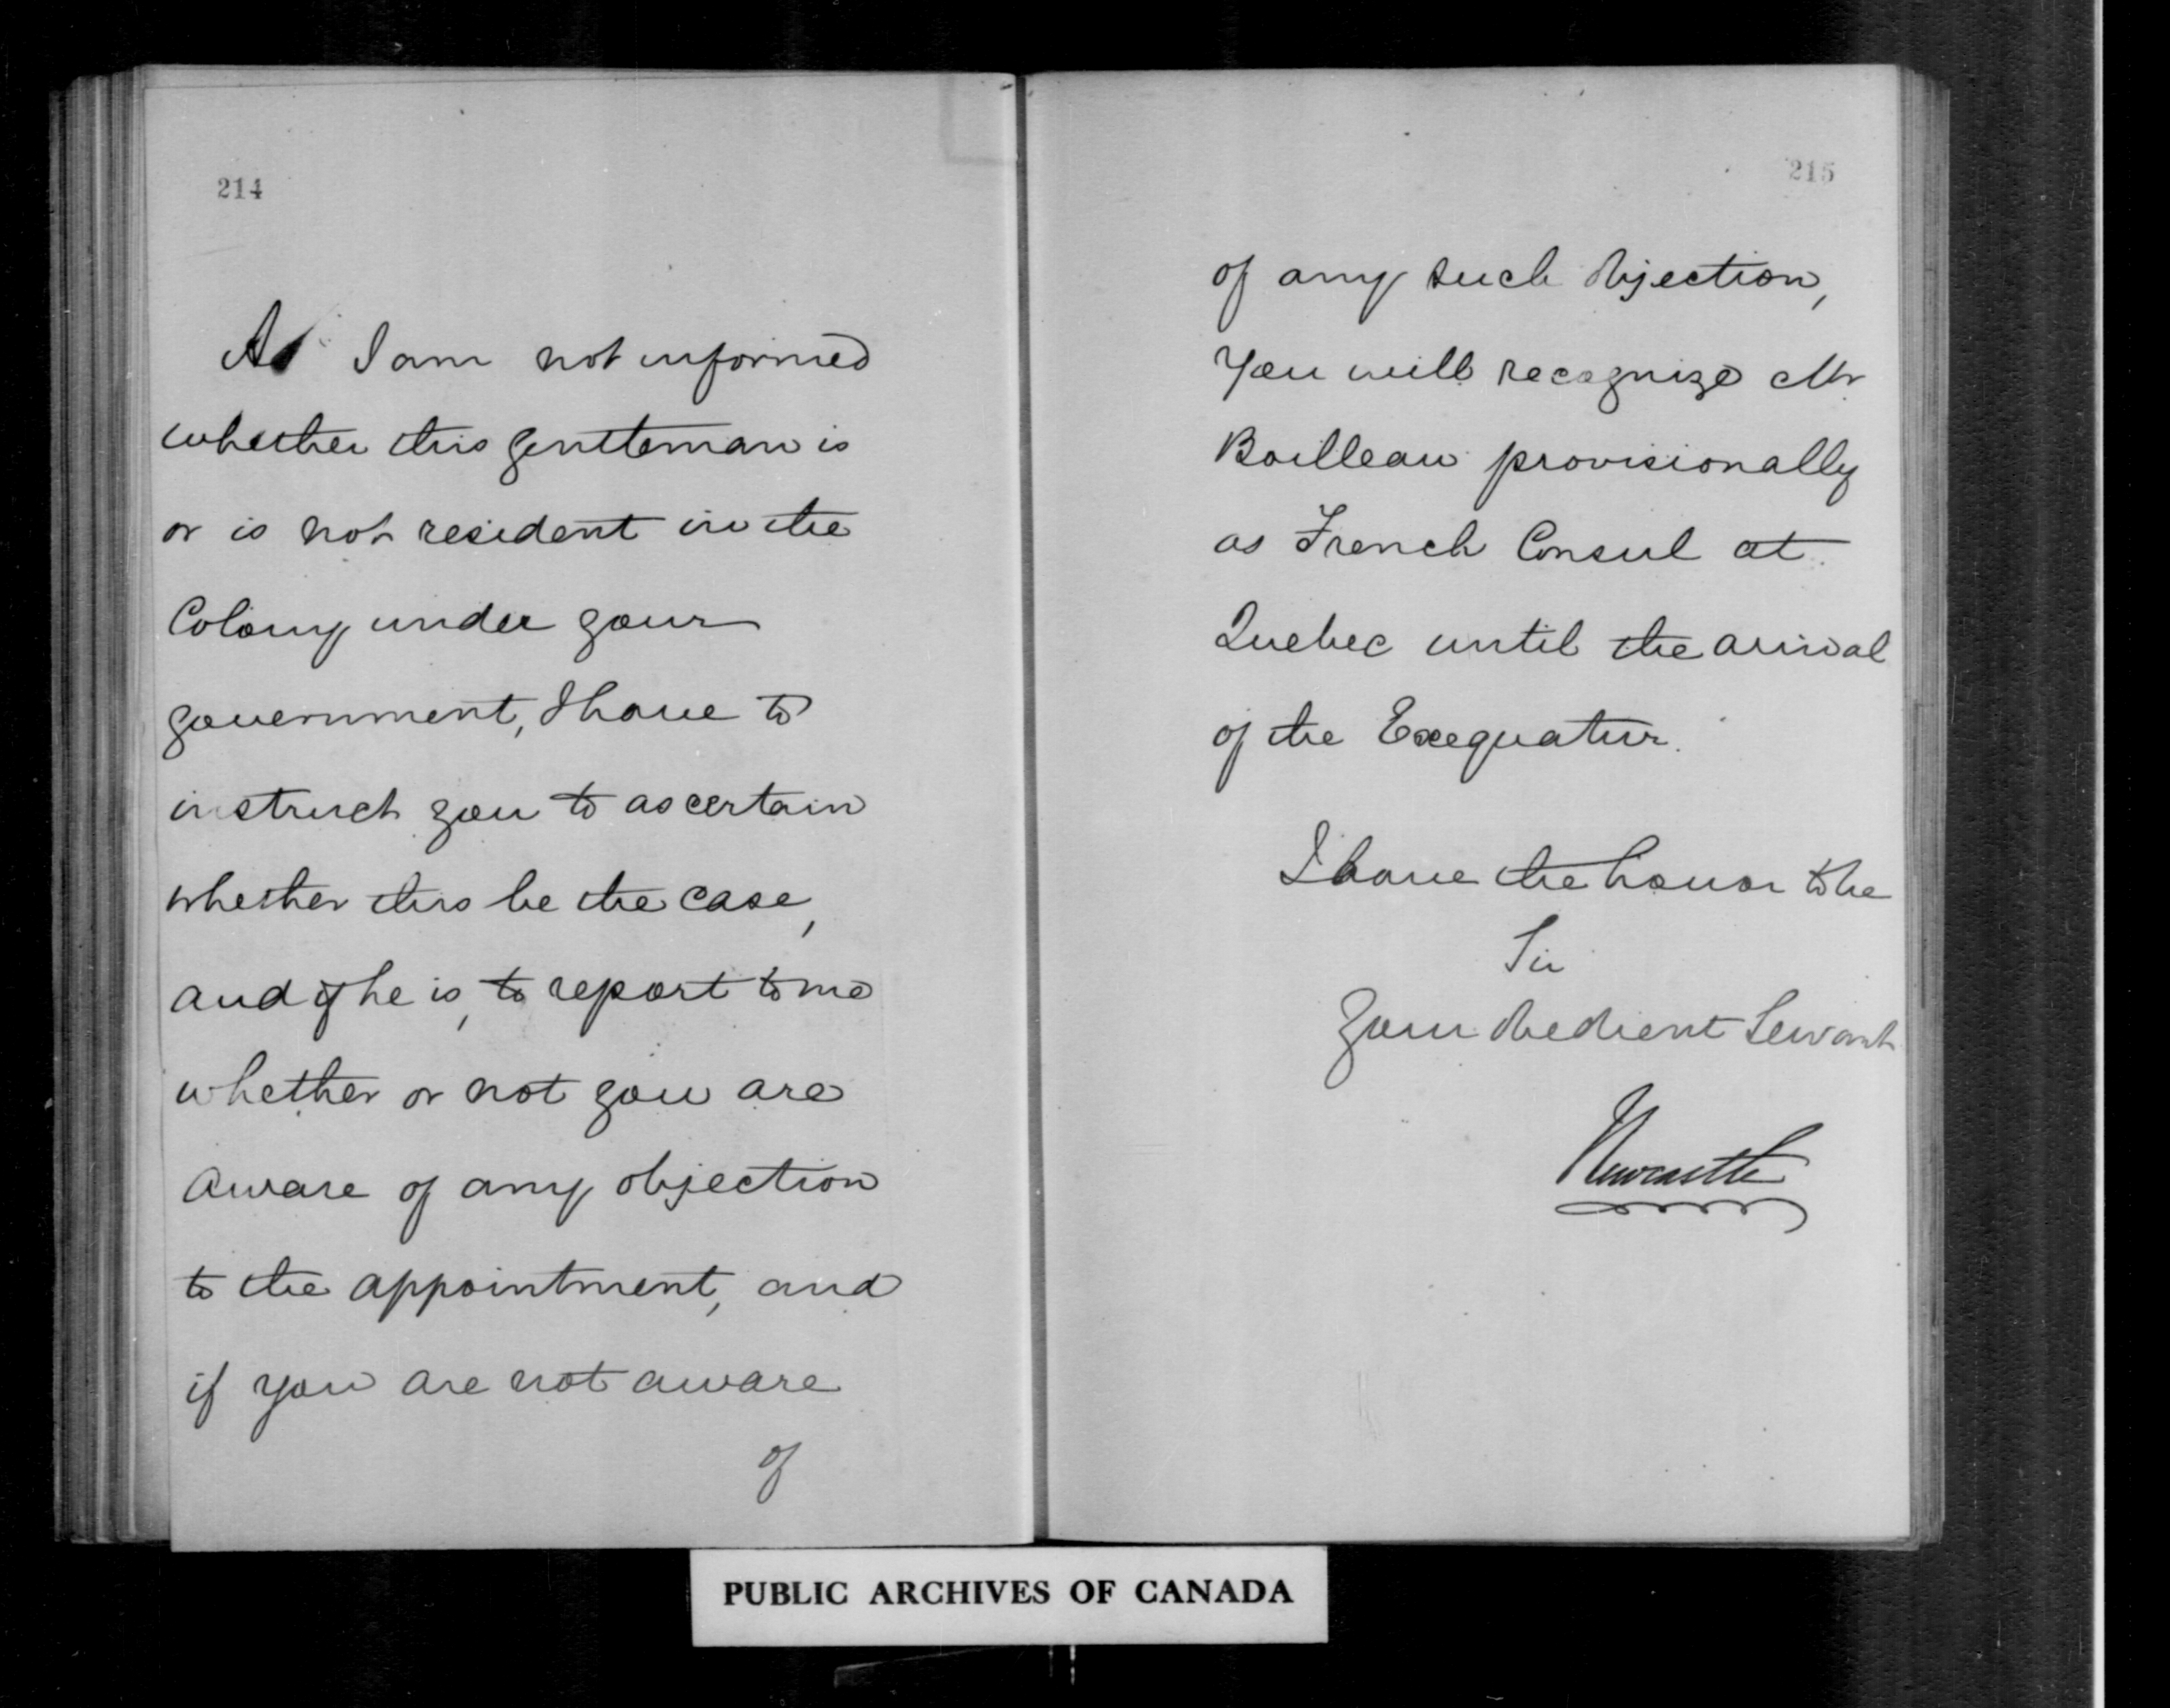 214
As I am not informed
whether this gentleman is
or is not resident in the
Colony under your
government, I have to
instruct you to ascertain
whether this be the case,
and if he is, to report to me
whether or not you are
aware of any objection
to the appointment, and
if you are not aware
of
215
of any such objection,
You will recognize Mr
Boilleau provisionally
as French Consul at
Quebec until the arrival
of the Exequatur.
I have the honor to be
Sir
Your obedient Servant
Newcastle
PUBLIC ARCHIVES OF CANADA